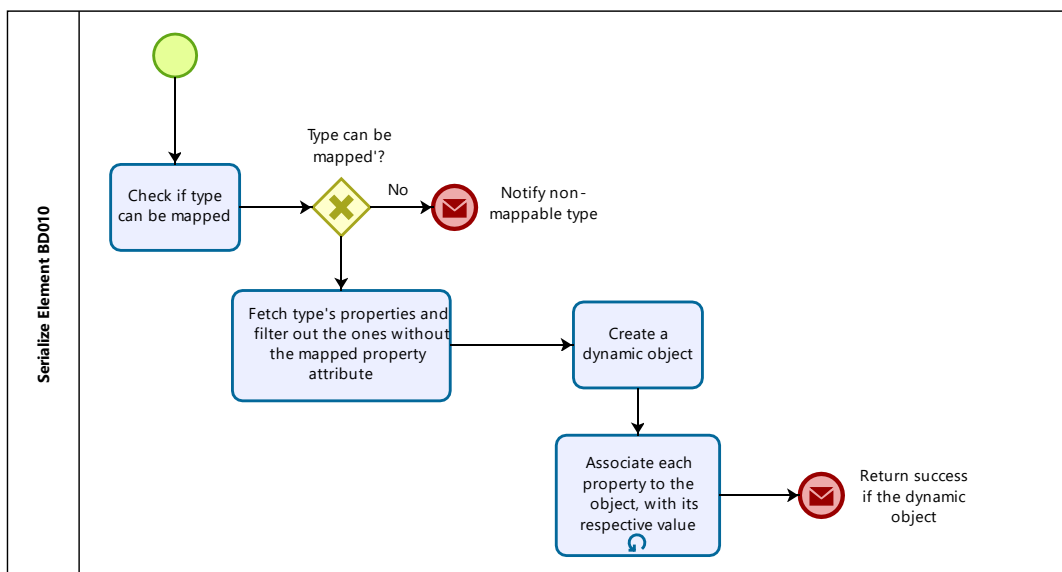 Serialize Element BD010
Type can be
mapped'?
Check if type
can be mapped
No
Notify non-
mappable type
Fetch type's properties and
filter out the ones without
the mapped property
attribute
Create a
dynamic object
Associate each
property to the
object, with its
respective value
Return success
if the dynamic
object